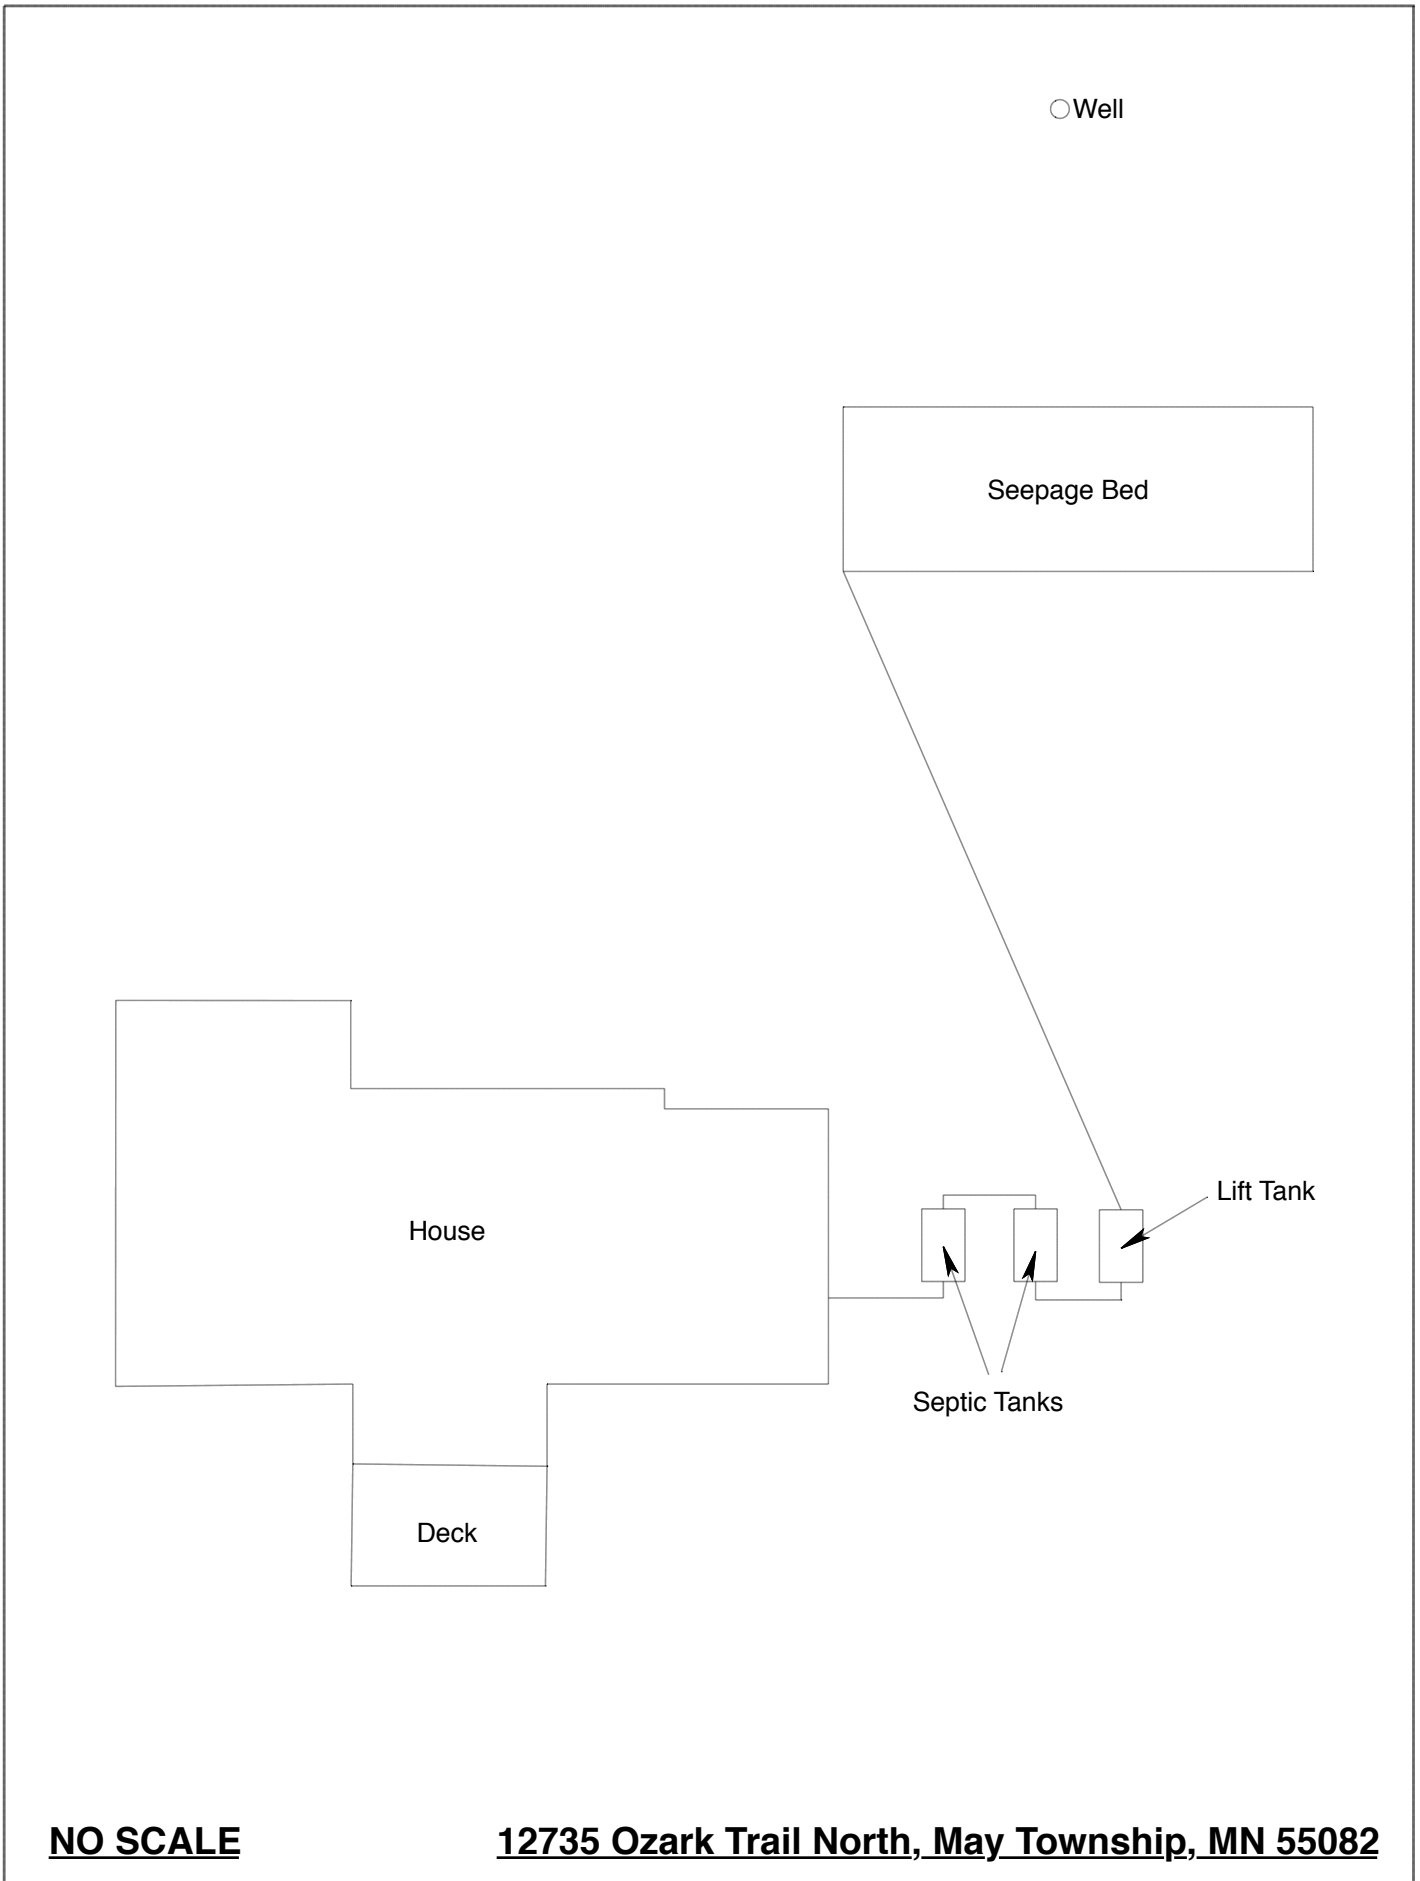 Well
Seepage Bed
Lift Tank
House
Septic Tanks
Deck
NO SCALE
12735 Ozark Trail North, May Township, MN 55082